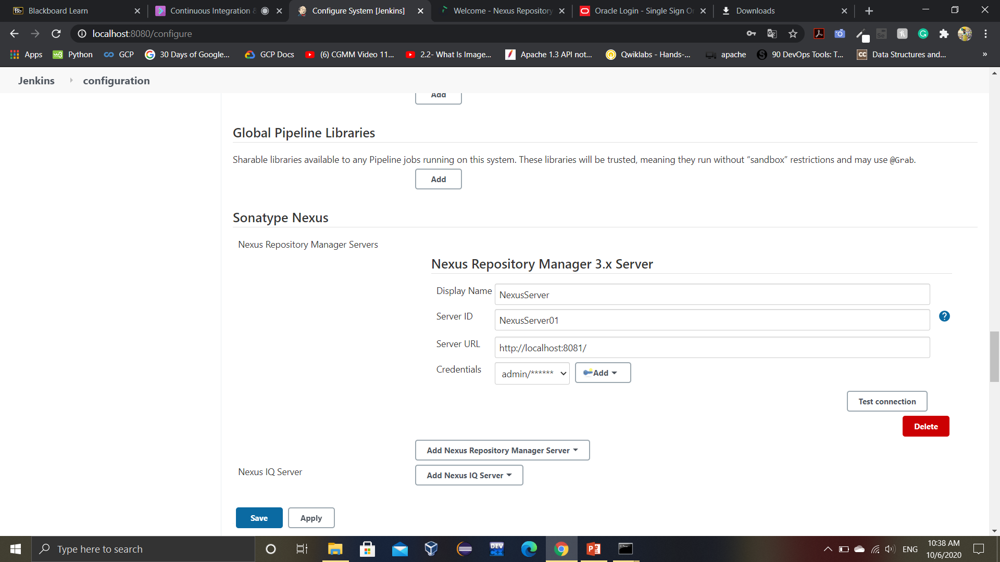 Blackboard Learn
Continuous Integration &
Configure System [Jenkins]
Welcome - Nexus Repository
Oracle Login - Single Sign O
Downloads
localhost:8080/configure
Apps
Python
GCP
30 Days of Google...
GCP Docs
(6) CGMM Video 11...
2.2- What Is Image...
Apache 1.3 API not...
Qwiklabs - Hands-...
apache
90 DevOps Tools: T...
Data Structures and...
»
Jenkins
configuration
Add
Global Pipeline Libraries
Sharable libraries available to any Pipeline jobs running on this system. These libraries will be trusted, meaning they run without “sandbox” restrictions and may use @Grab.
Add
Sonatype Nexus
Nexus Repository Manager Servers
Nexus Repository Manager 3.x Server
Display Name
NexusServer
Server ID
NexusServer01
Server URL
http://localhost:8081/
Credentials
admin/******
Add
Test connection
Delete
Add Nexus Repository Manager Server
Nexus IQ Server
Add Nexus IQ Server
Save
Apply
Type here to search
DEV
C++
ENG
10:38 AM
10/6/2020